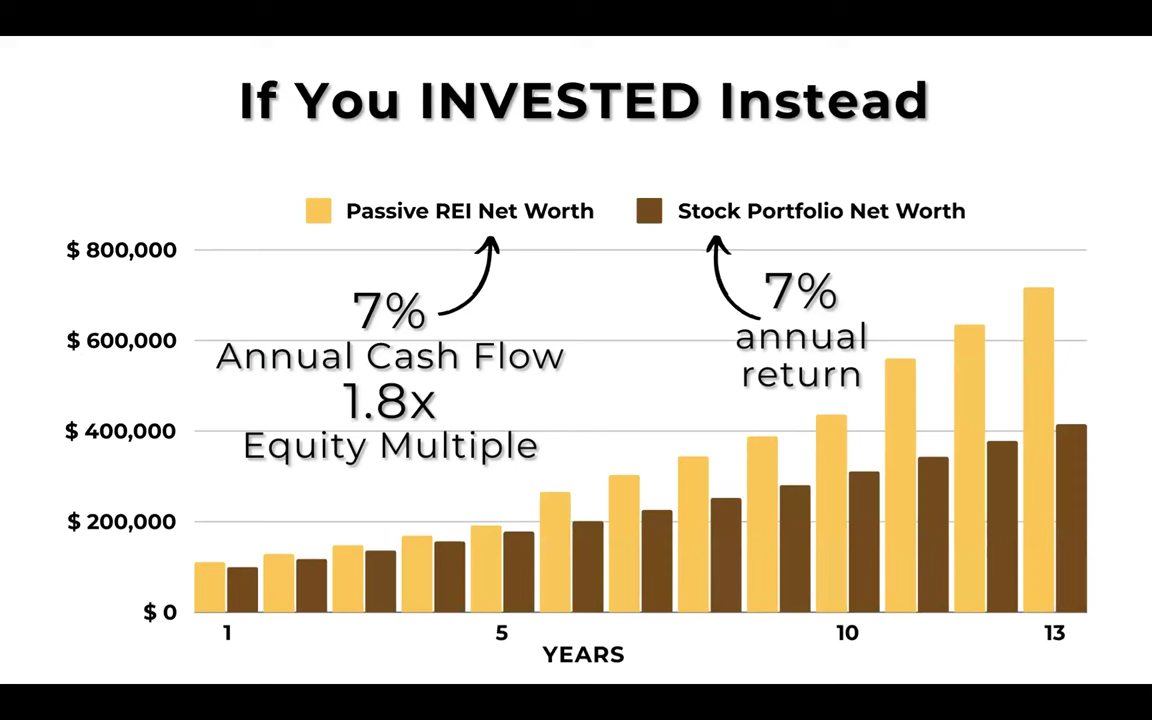 If You INVESTED Instead
Passive REI Net Worth
Stock Portfolio Net Worth
$ 800,000
$ 600,000
$ 400,000
$ 200,000
$ 0
7%
Annual Cash Flow
1.8x
Equity Multiple
7%
annual
return
1
5
10
13
YEARS